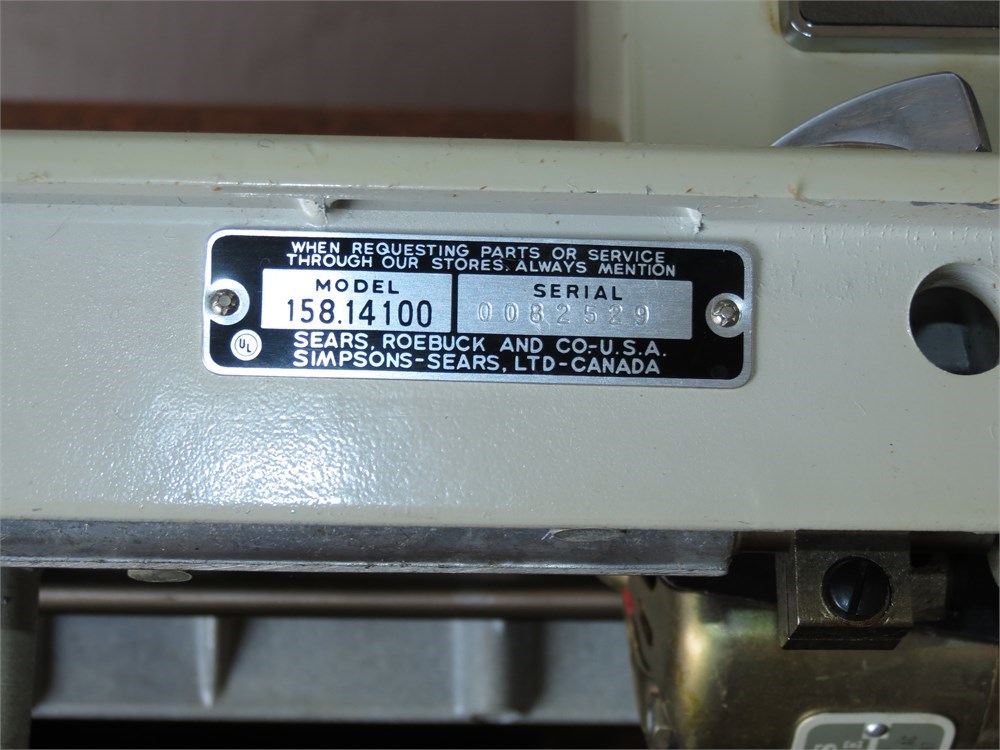 WHEN REQUESTING PARTS OR SERVICE
THROUGH OUR STORES, ALWAYS MENTION
MODEL SERIAL
158.14100 0082529
UL
SEARS, ROEBUCK AND CO.-U.S.A.
SIMPSONS-SEARS, LTD-CANADA